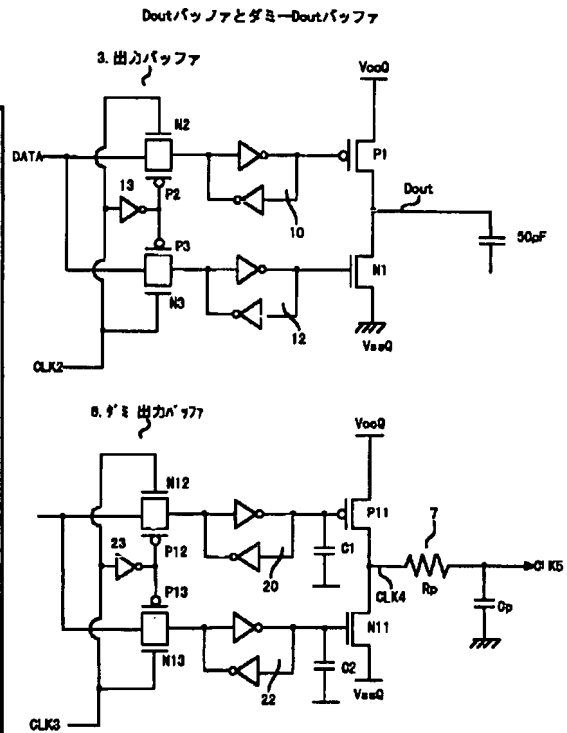 DoutバッファとダミーDoutバッファ
3. 出力バッファ
VccQ
N2
DATA
P1
13
P2
Dout
10
P3
50pF
N1
N3
12
VssQ
CLK2
6. ダミ 出力バッファ
VccQ
N12
P11
7
23
P12
C1
CLK5
20
CLK4
Rp
P13
Cp
N11
N13
C2
22
VssQ
CLK3